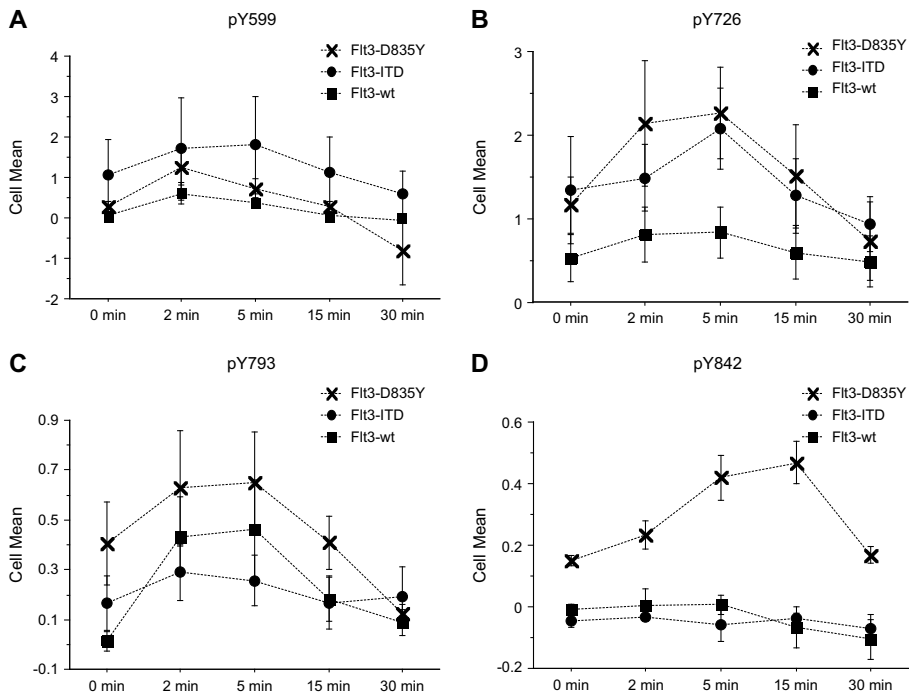 A
pY599
Flt3-D835Y
Flt3-ITD
Flt3-wt
4
3
2
1
0
-1
-2
Cell Mean
0 min 2 min 5 min 15 min 30 min
B
pY726
Flt3-D835Y
Flt3-ITD
Flt3-wt
3
2
1
0
Cell Mean
0 min 2 min 5 min 15 min 30 min
C
pY793
Flt3-D835Y
Flt3-ITD
Flt3-wt
0.9
0.7
0.5
0.3
0.1
-0.1
Cell Mean
0 min 2 min 5 min 15 min 30 min
D
pY842
Flt3-D835Y
Flt3-ITD
Flt3-wt
0.6
0.4
0.2
0
-0.2
Cell Mean
0 min 2 min 5 min 15 min 30 min